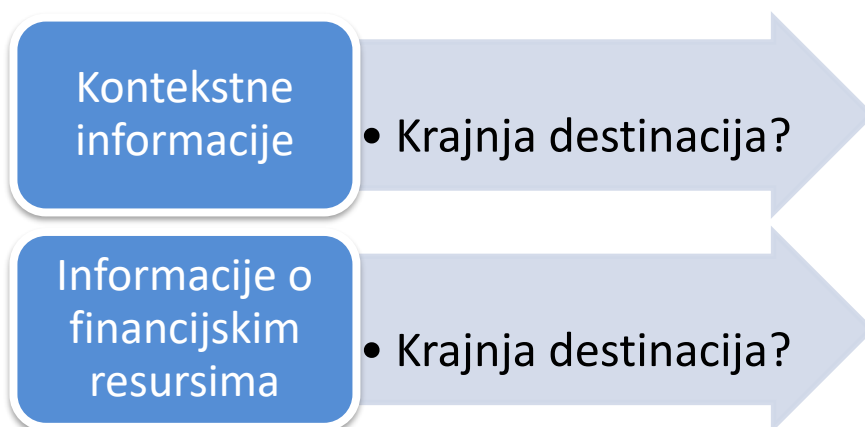 Kontekstne
informacije
• Krajnja destinacija?
Informacije o
financijskim
resursima
• Krajnja destinacija?